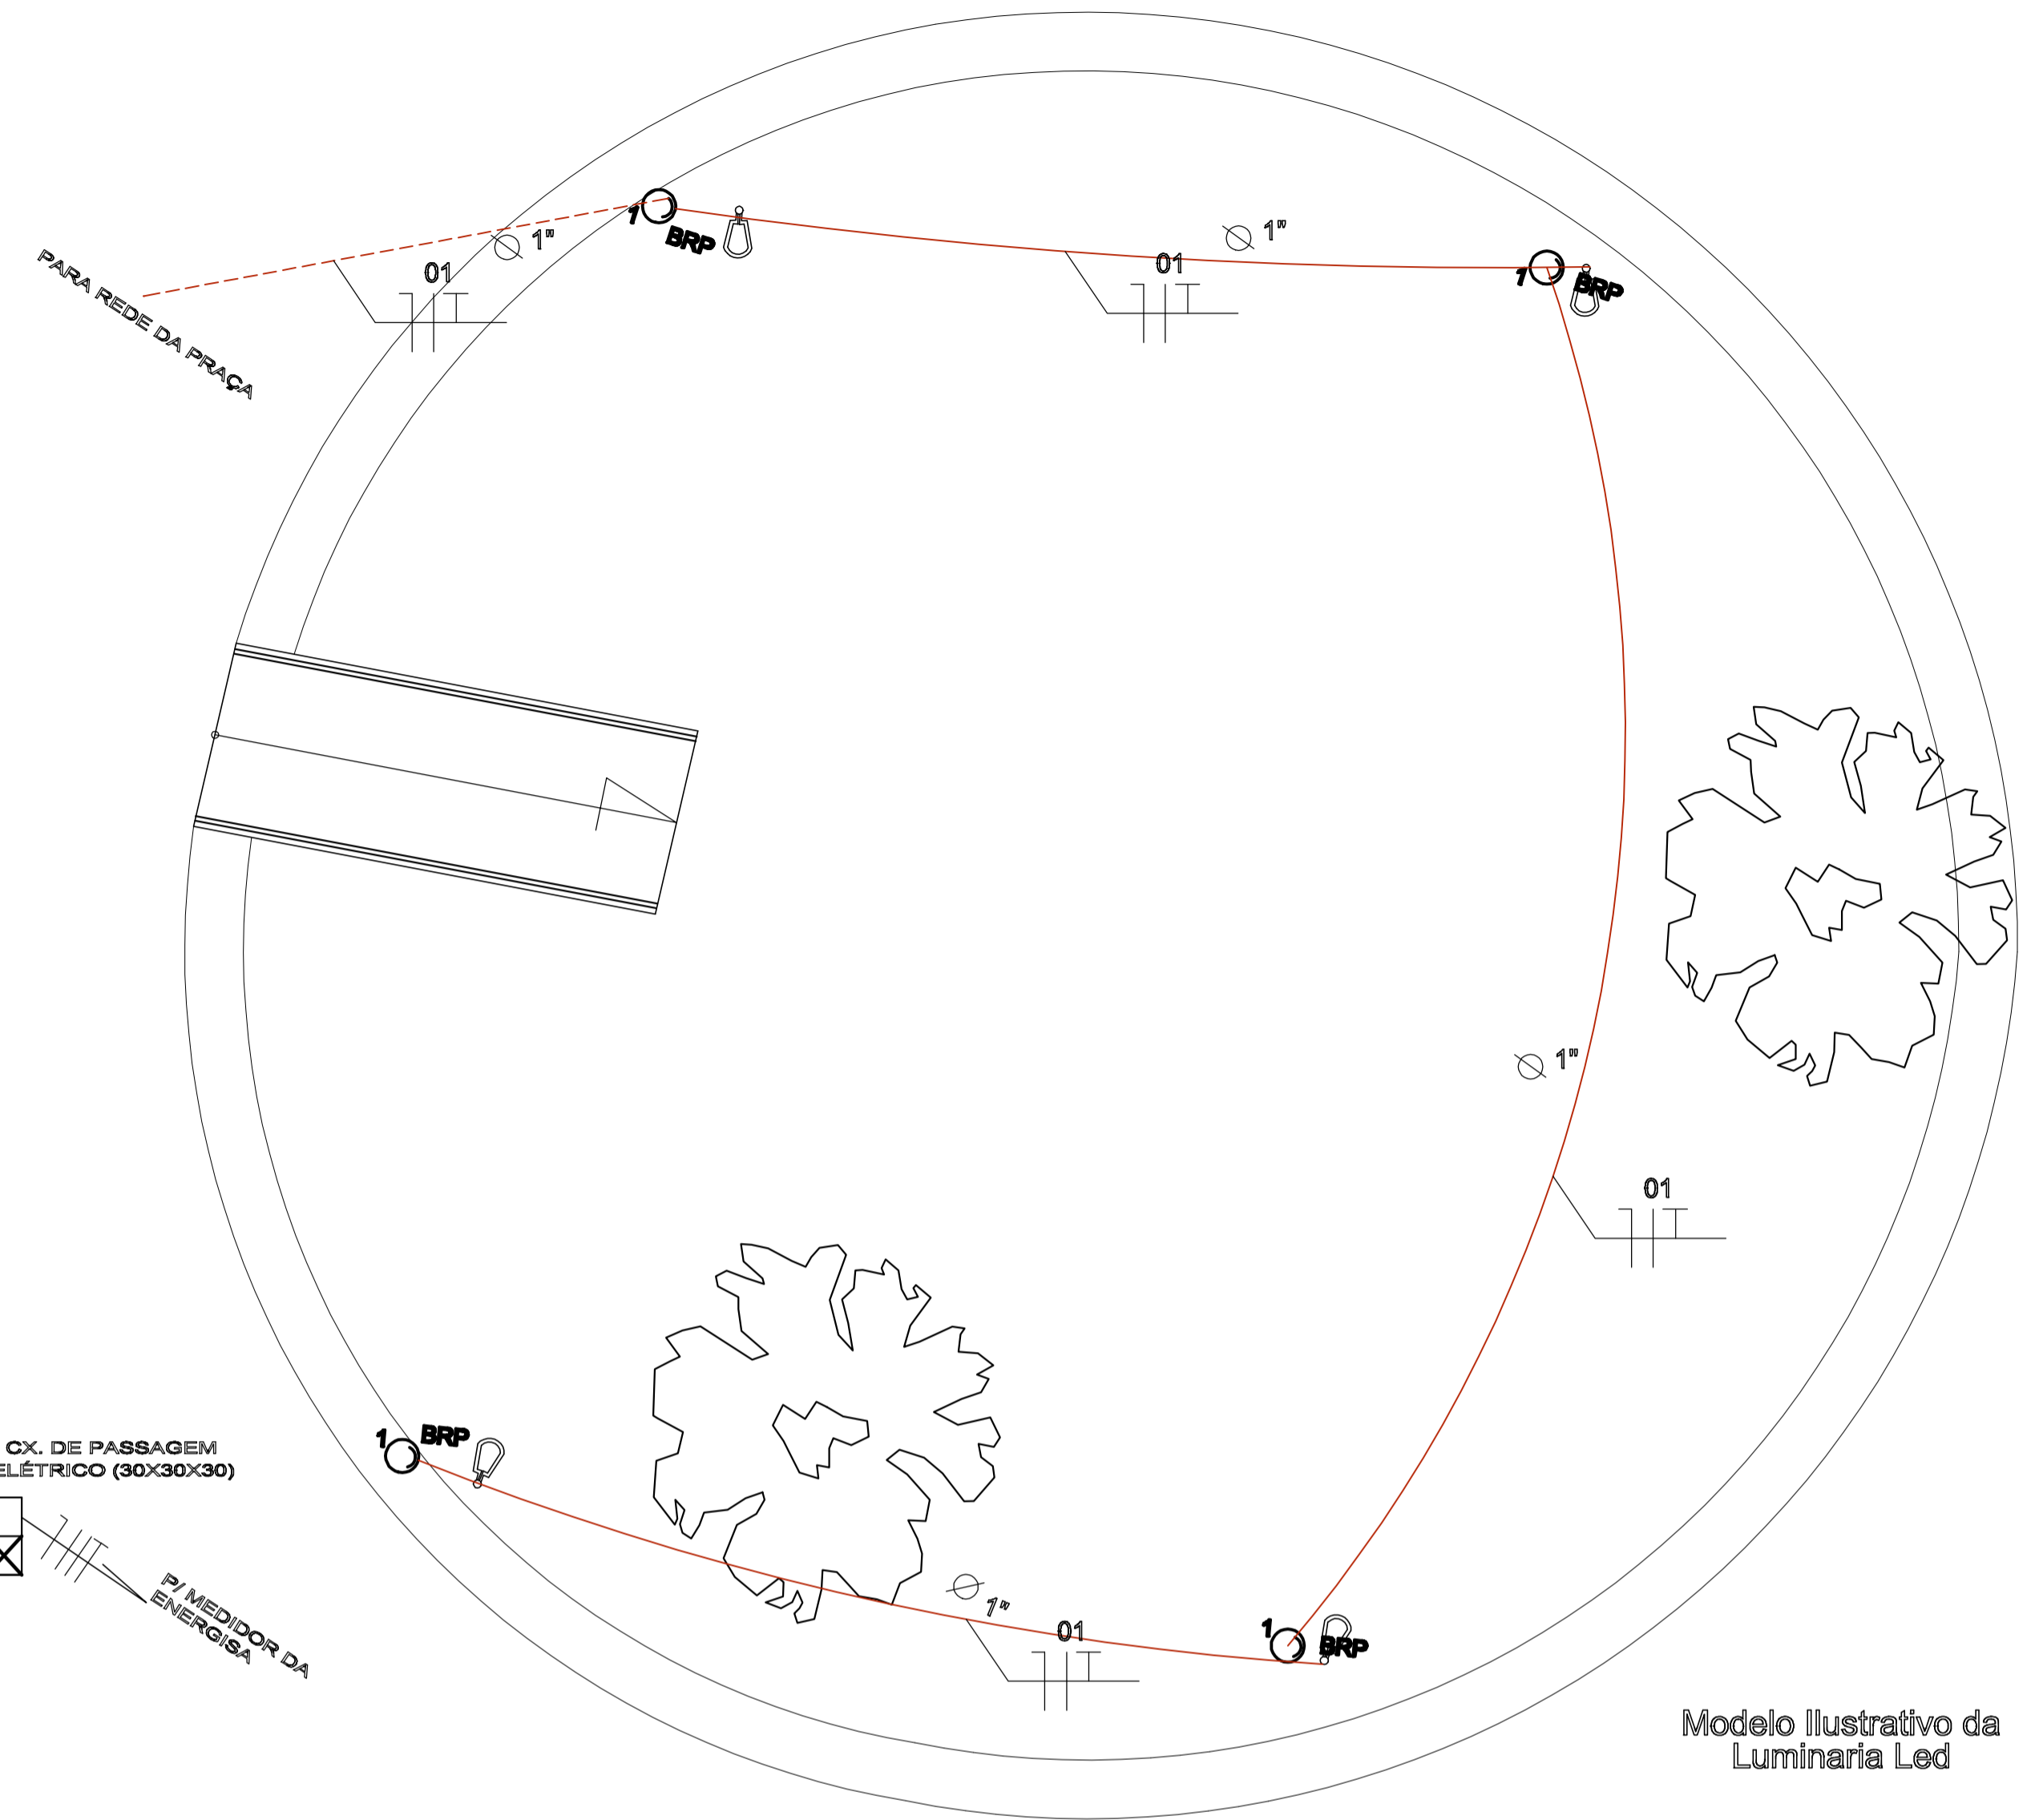 1"
1
BRP
01
1"
01
1
BRP
PARA REDE DA PRAÇA
1"
01
1
BRP
CX. DE PASSAGEM
ELÉTRICO (30X30X30)
P/ MEDIDOR DA
ENERGISA
1"
01
1
BRP
Modelo Ilustrativo da
Luminaria Led